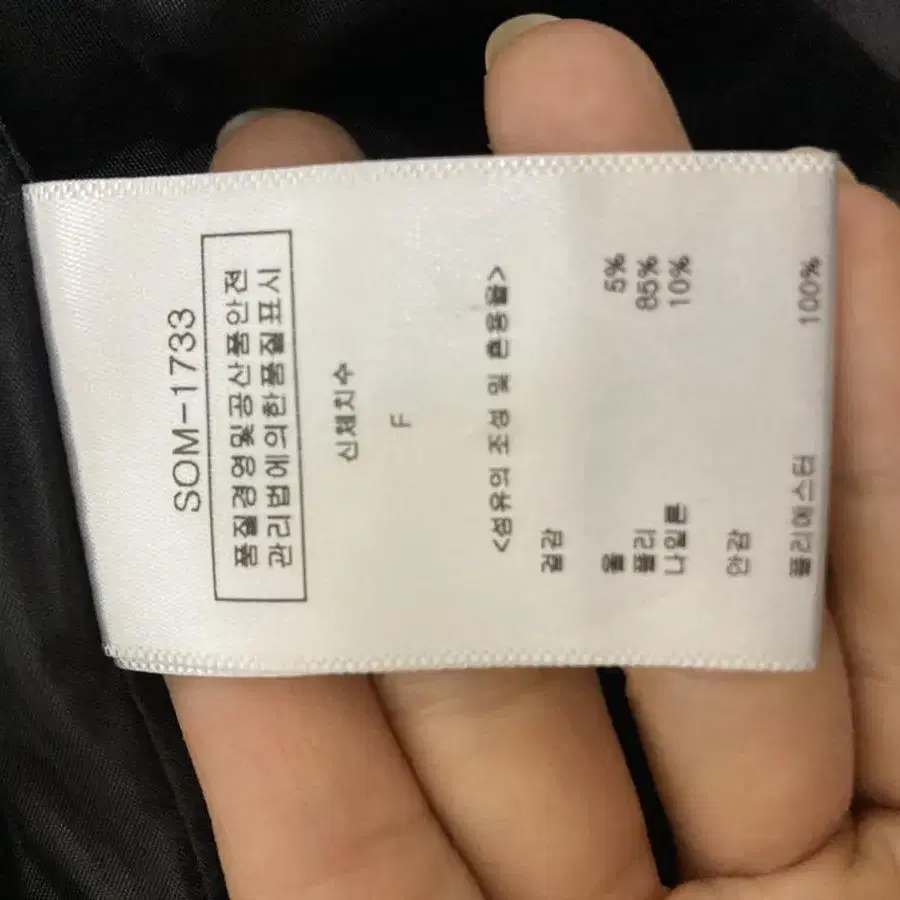 SOM-1733
품질경영및공산품안전
관리법에의한품질표시
신체치수
F
<섬유의 조성 및 혼용율>
겉감
울 5%
폴리 85%
나일론 10%
안감
폴리에스터 100%